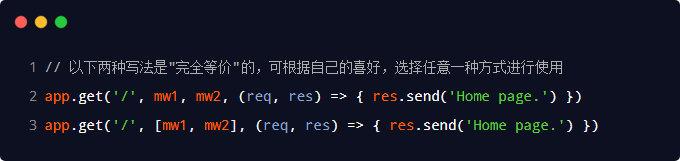 1 // 以下两种写法是"完全等价"的，可根据自己的喜好，选择任意一种方式进行使用
2 app.get('/', mw1, mw2, (req, res) => { res.send('Home page.') })
3 app.get('/', [mw1, mw2], (req, res) => { res.send('Home page.') })